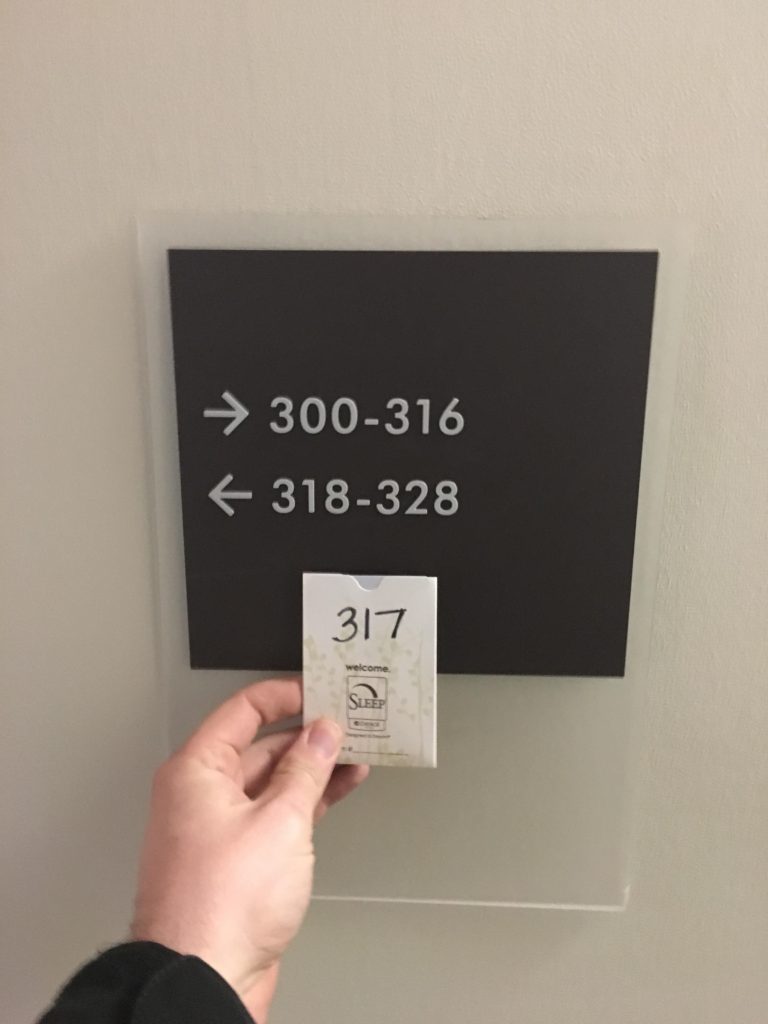 → 300-316
← 318-328
317
welcome.
SLEEP